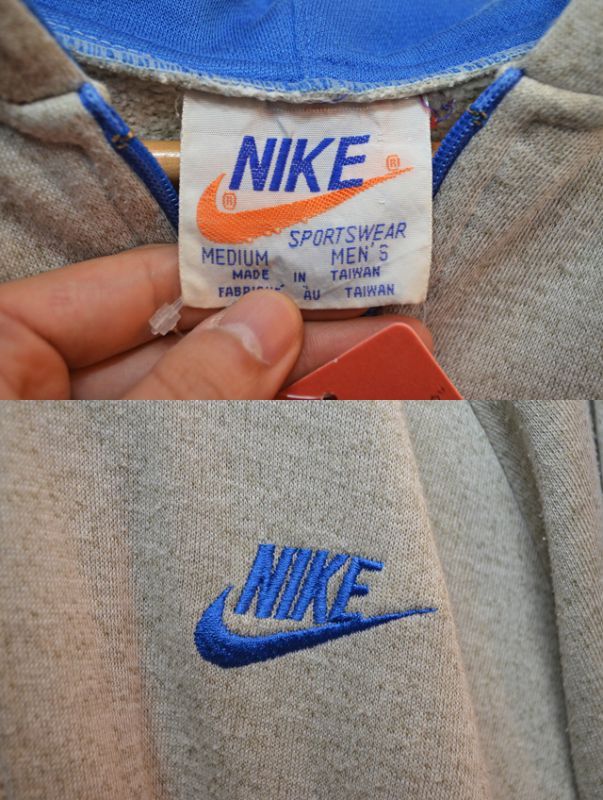 NIKE
®
®
SPORTSWEAR
MEDIUM MEN'S
MADE IN TAIWAN
FABRIQUÉ AU TAIWAN
NIKE